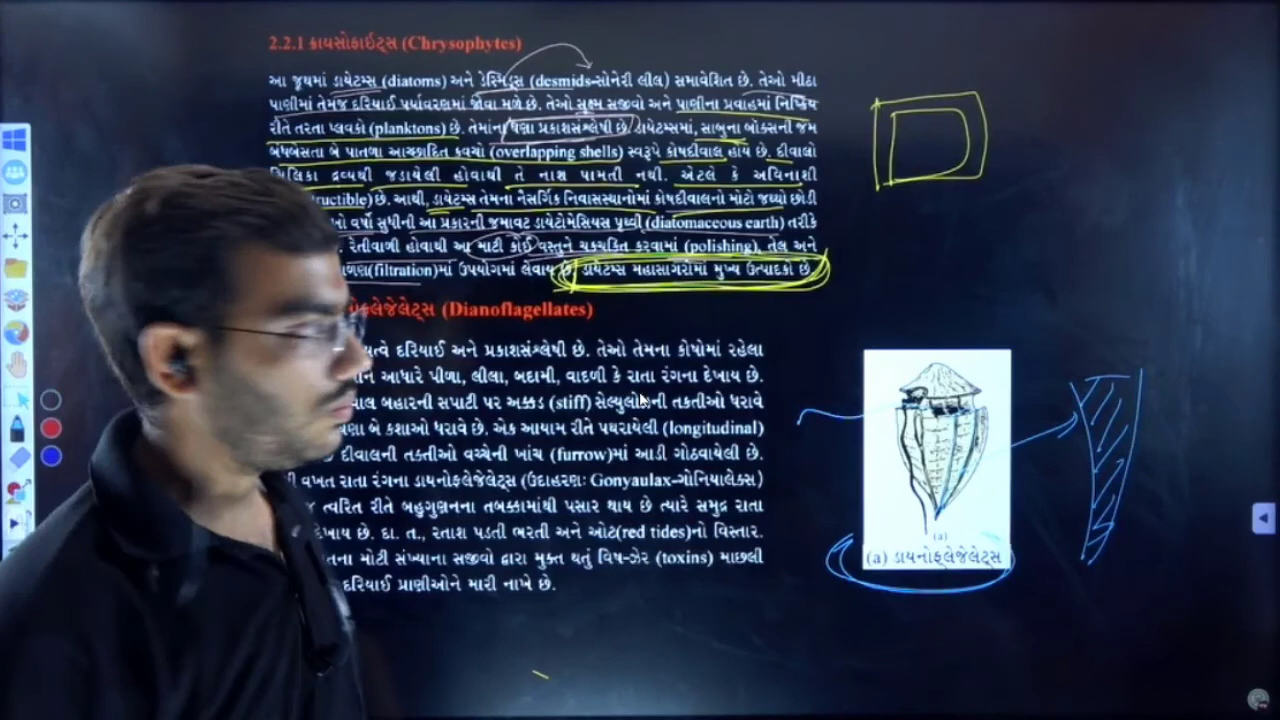 2.2.1 ક્રાયસોફાઈટ્સ (Chrysophytes)
આ જૂથમાં ડાયેટમ્સ (diatoms) અને ડેસ્મિડ્સ (desmids-સોનેરી લીલ) સમાવેશિત છે. તેઓ મીઠા
પાણીમાં તેમજ દરિયાઈ પર્યાવરણમાં જોવા મળે છે. તેઓ સૂક્ષ્મ સજીવો અને પાણીના પ્રવાહમાં નિષ્ક્રિય
રીતે તરતા પ્લવકો (planktons) છે. તેમાંના ઘણા પ્રકાશસંશ્લેષી છે. ડાયેટમ્સમાં, સાબુના બૉક્સની જેમ
બંધબેસતા બે પાતળા આચ્છાદિત કવચો (overlapping shells) સ્વરૂપે કોષદીવાલ હોય છે. દીવાલો
સિલિકા દ્રવ્યથી જડાયેલી હોવાથી તે નાશ પામતી નથી. એટલે કે અવિનાશી
ructible) છે. આથી, ડાયેટમ્સ તેમના નૈસર્ગિક નિવાસસ્થાનોમાં કોષદીવાલનો મોટો જથ્થો છોડી
વર્ષો સુધીની આ પ્રકારની જમાવટ ડાયેટોમેસિયસ પૃથ્વી (diatomaceous earth) તરીકે
રેતીવાળી હોવાથી આ માટી કોઈ વસ્તુને ચકચકિત કરવામાં (polishing), તેલ અને
(filtration)માં ઉપયોગમાં લેવાય છે. ડાયેટમ્સ મહાસાગરોમાં મુખ્ય ઉત્પાદકો છે.
ફ્લેજેલેટ્સ (Dianoflagellates)
ત્વે દરિયાઈ અને પ્રકાશસંશ્લેષી છે. તેઓ તેમના કોષોમાં રહેલા
આધારે પીળા, લીલા, બદામી, વાદળી કે રાતા રંગના દેખાય છે.
વાલ બહારની સપાટી પર અક્કડ (stiff) સેલ્યુલોઝની તકતીઓ ધરાવે
બે કશાઓ ધરાવે છે. એક આયામ રીતે પથરાયેલી (longitudinal)
દીવાલની તકતીઓ વચ્ચેની ખાંચ (furrow)માં આડી ગોઠવાયેલી છે.
વખત રાતા રંગના ડાયનોફ્લેજેલેટ્સ (ઉદાહરણઃ Gonyaulax-ગોનિયાલેક્સ)
ત્વરિત રીતે બહુગુણનના તબક્કામાંથી પસાર થાય છે ત્યારે સમુદ્ર રાતા
દેખાય છે. દા. ત., રતાશ પડતી ભરતી અને ઓટ(red tides)નો વિસ્તાર.
મોટી સંખ્યાના સજીવો દ્વારા મુક્ત થતું વિષ-ઝેર (toxins) માછલી
દરિયાઈ પ્રાણીઓને મારી નાખે છે.
(a)
(a) ડાયનોફ્લેજેલેટ્સ